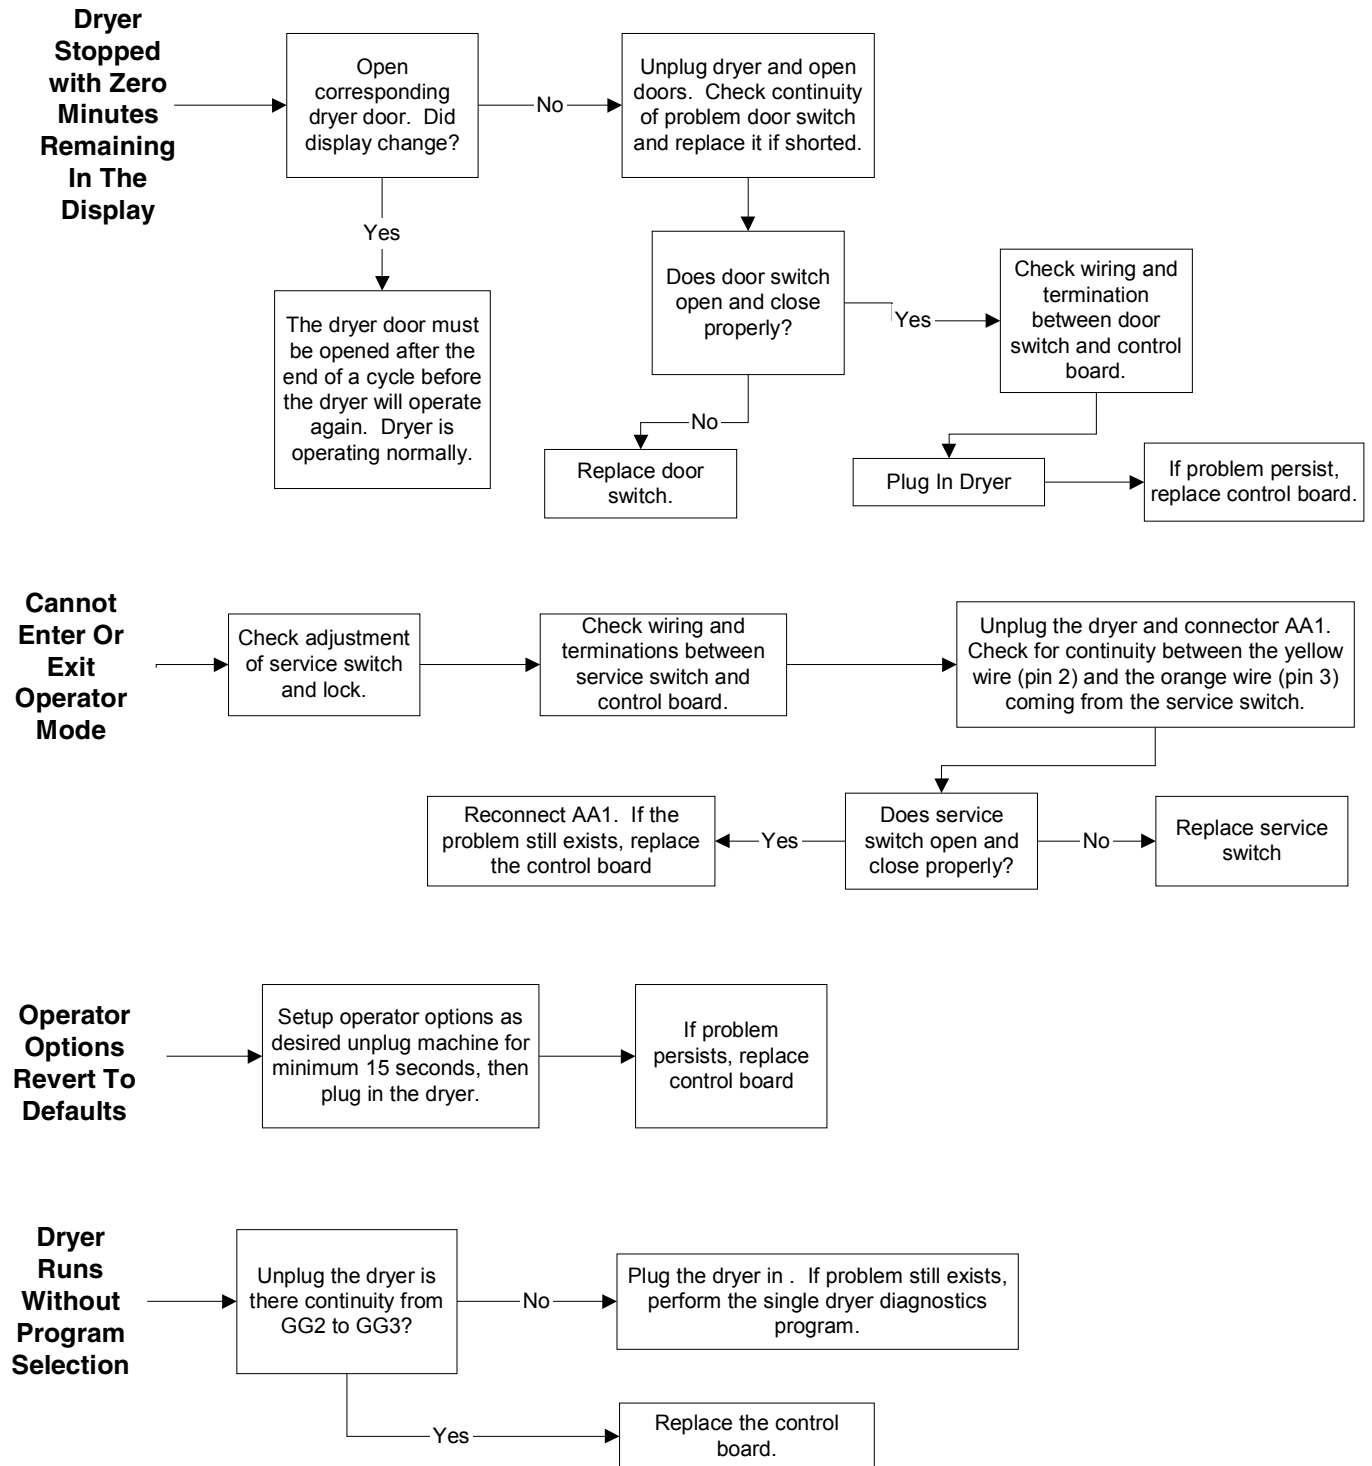 Dryer
Stopped
with Zero
Minutes
Remaining
In The
Display
Open
corresponding
dryer door.  Did
display change?
No
Unplug dryer and open
doors.  Check continuity
of problem door switch
and replace it if shorted.
Yes
The dryer door must
be opened after the
end of a cycle before
the dryer will operate
again.  Dryer is
operating normally.
Does door switch
open and close
properly?
Yes
Check wiring and
termination
between door
switch and control
board.
No
Replace door
switch.
Plug In Dryer
If problem persist,
replace control board.
Cannot
Enter Or
Exit
Operator
Mode
Check adjustment
of service switch
and lock.
Check wiring and
terminations between
service switch and
control board.
Unplug the dryer and connector AA1.
Check for continuity between the yellow
wire (pin 2) and the orange wire (pin 3)
coming from the service switch.
Reconnect AA1.  If the
problem still exists, replace
the control board
Yes
Does service
switch open and
close properly?
No
Replace service
switch
Operator
Options
Revert To
Defaults
Setup operator options as
desired unplug machine for
minimum 15 seconds, then
plug in the dryer.
If problem
persists, replace
control board
Dryer
Runs
Without
Program
Selection
Unplug the dryer is
there continuity from
GG2 to GG3?
No
Plug the dryer in .  If problem still exists,
perform the single dryer diagnostics
program.
Yes
Replace the control
board.